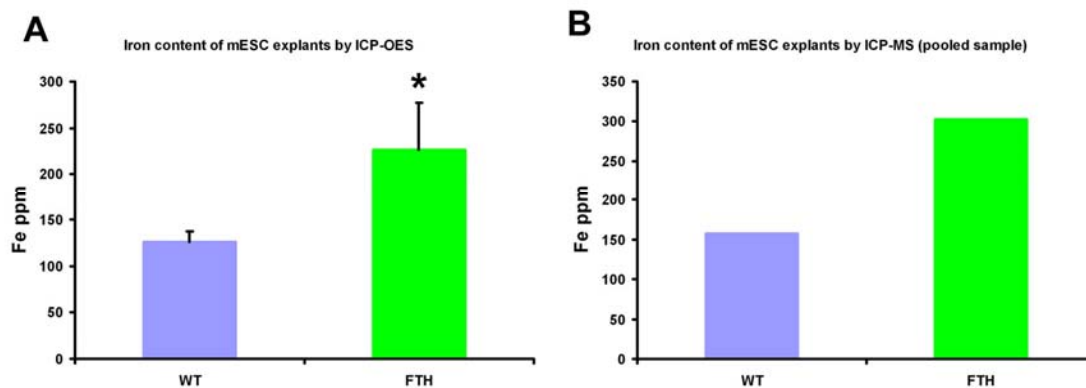 A
Iron content of mESC explants by ICP-OES
300
250
200
150
100
50
0
Fe ppm
*
WT FTH
B
Iron content of mESC explants by ICP-MS (pooled sample)
350
300
250
200
150
100
50
0
Fe ppm
WT FTH